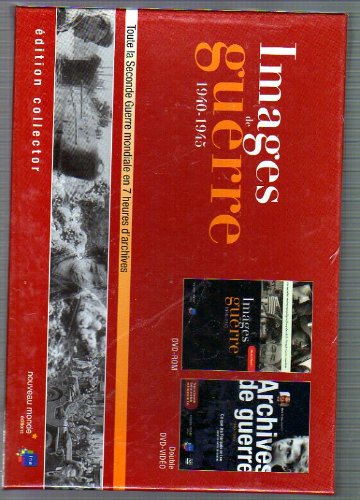 Images
de
guerre
1940-1945
Toute la Seconde Guerre mondiale en 7 heures d'archives
édition collector
Images
guerre
DVD-ROM
Archives
de guerre
Double
DVD-VIDÉO
nouveau monde
éditions
ina